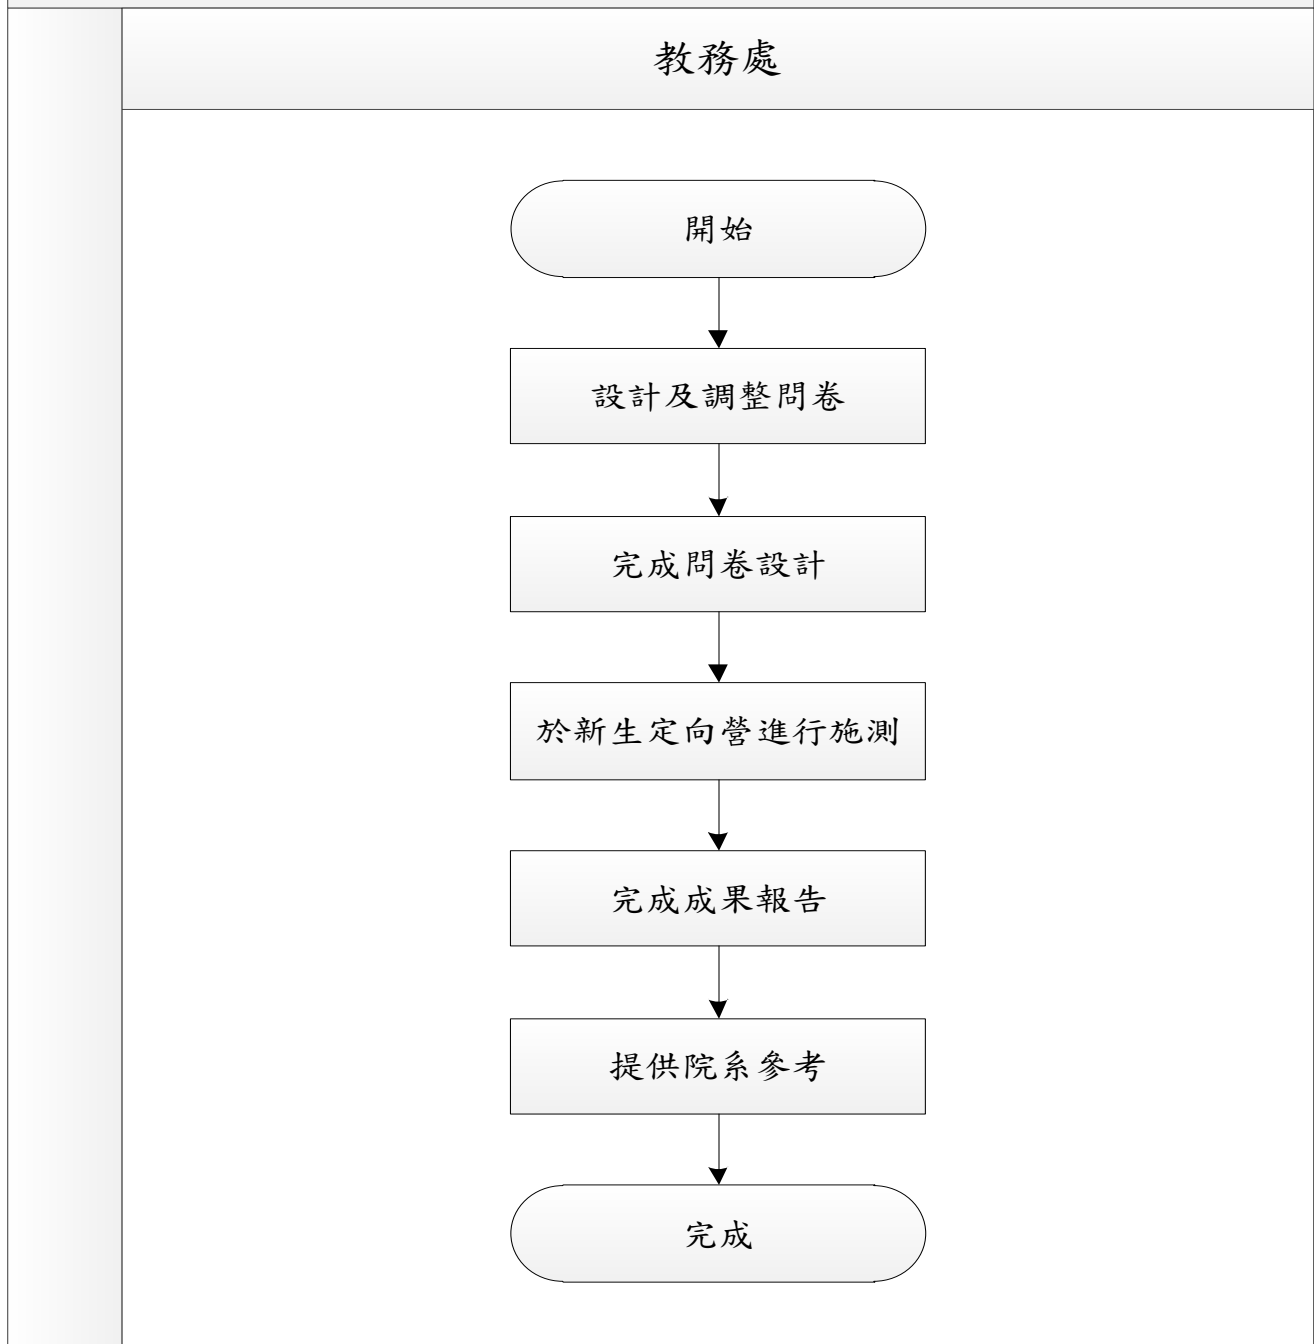 教務處
開始
設計及調整問卷
完成問卷設計
於新生定向營進行施測
完成成果報告
提供院系參考
完成